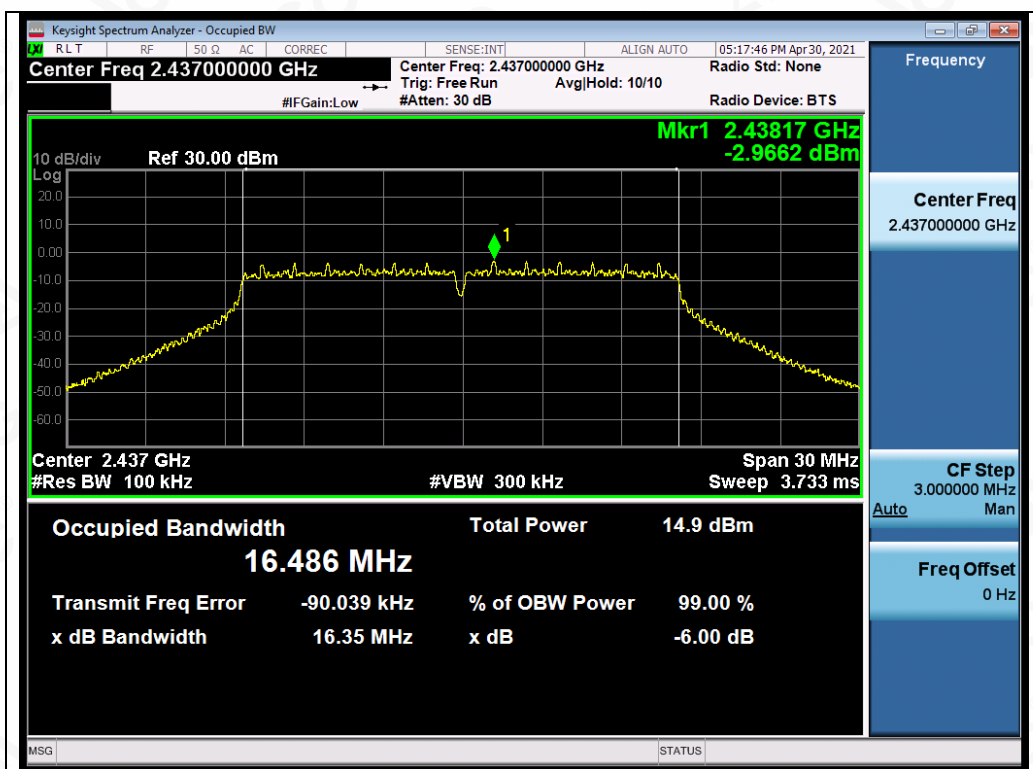 Keysight Spectrum Analyzer - Occupied BW
LXI RLT RF 50 Ω AC CORREC SENSE:INT ALIGN AUTO 05:17:46 PM Apr 30, 2021
Center Freq 2.437000000 GHz
Center Freq: 2.437000000 GHz
Radio Std: None
Trig: Free Run Avg|Hold: 10/10
#IFGain:Low
#Atten: 30 dB
Radio Device: BTS
Frequency
Mkr1 2.43817 GHz
-2.9662 dBm
10 dB/div Ref 30.00 dBm
Log
20.0
10.0
0.00
-10.0
-20.0
-30.0
-40.0
-50.0
-60.0
1
Center 2.437 GHz Span 30 MHz
#Res BW 100 kHz #VBW 300 kHz Sweep 3.733 ms
Center Freq
2.437000000 GHz
CF Step
3.000000 MHz
Auto Man
Freq Offset
0 Hz
Occupied Bandwidth Total Power 14.9 dBm
16.486 MHz
Transmit Freq Error -90.039 kHz % of OBW Power 99.00 %
x dB Bandwidth 16.35 MHz x dB -6.00 dB
MSG STATUS